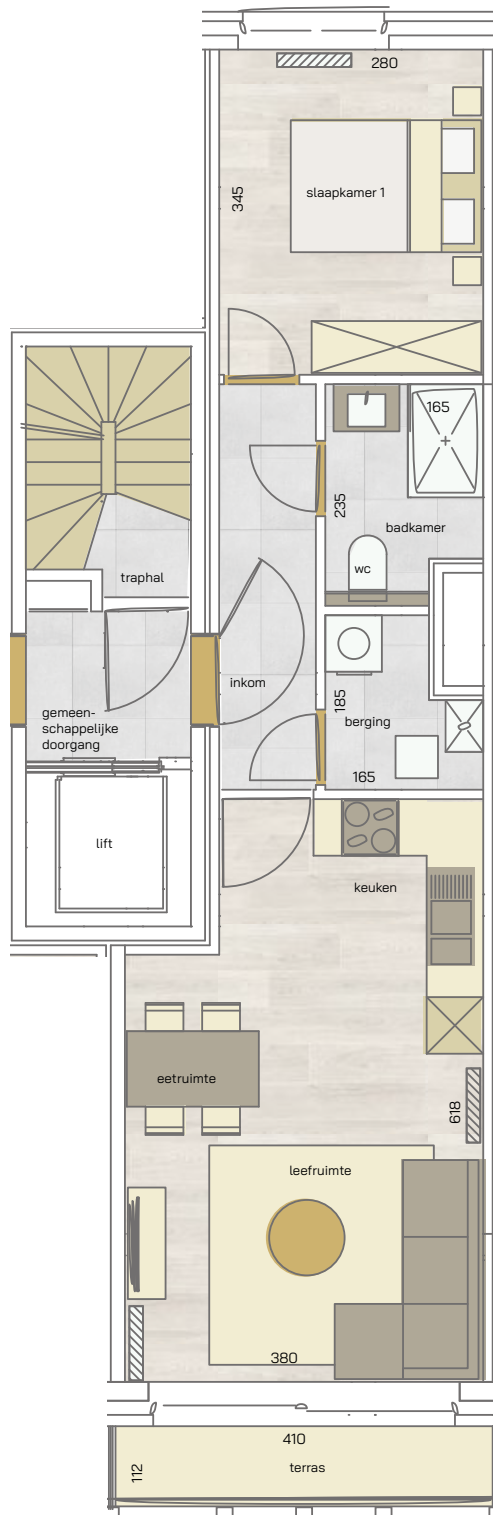 280
345
slaapkamer 1
165
235
badkamer
wc
traphal
inkom
185
berging
gemeen-
schappelijke
doorgang
165
lift
keuken
eetruimte
618
leefruimte
380
410
112
terras